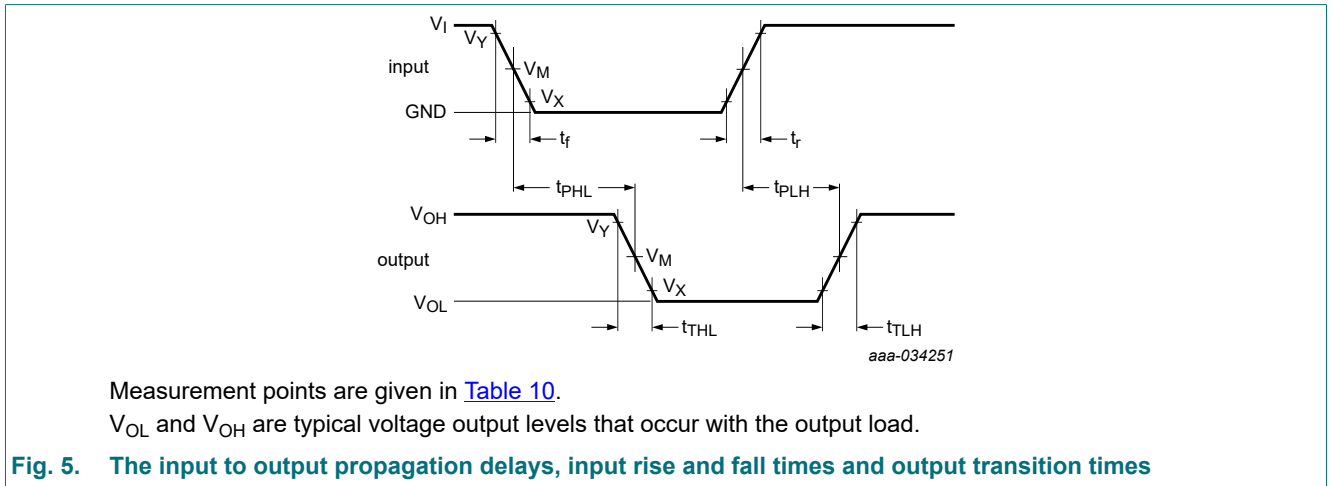 V_I
V_Y
input
V_M
V_X
GND
t_f
t_r
t_PHL
t_PLH
V_OH
V_Y
output
V_M
V_X
V_OL
t_THL
t_TLH
aaa-034251
Measurement points are given in Table 10.
V_OL and V_OH are typical voltage output levels that occur with the output load.
Fig. 5. The input to output propagation delays, input rise and fall times and output transition times